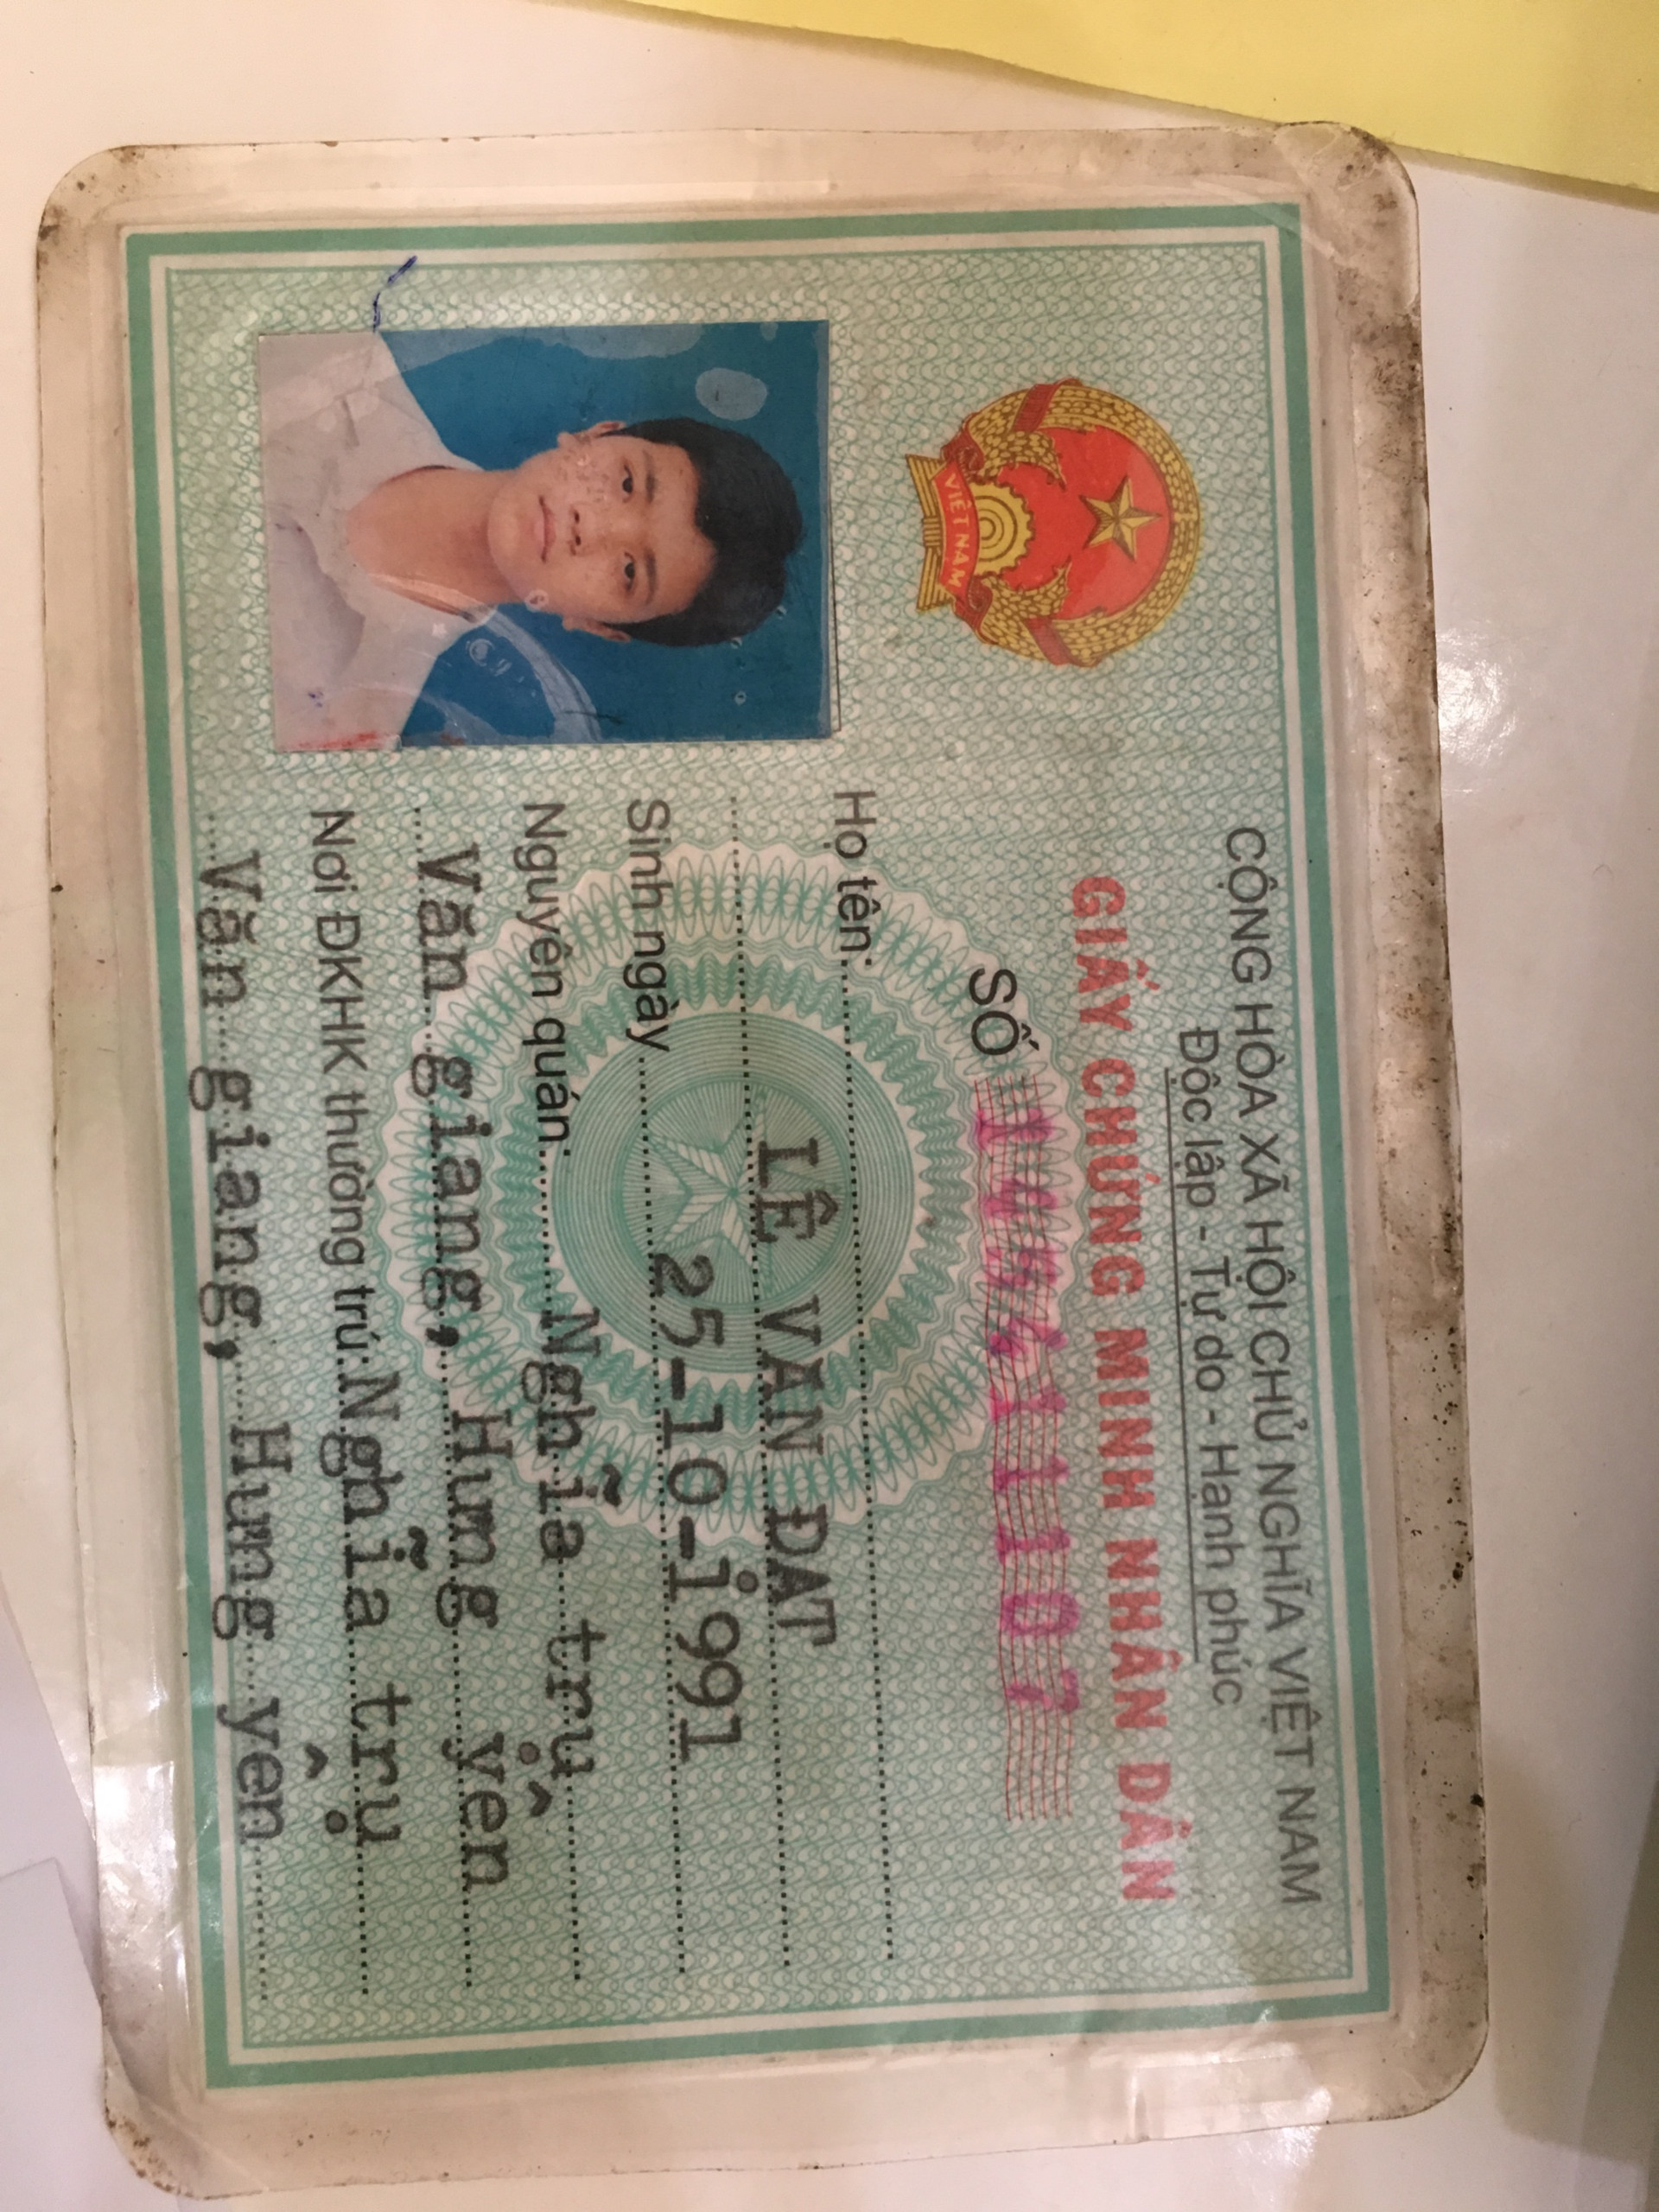 CỘNG HÒA XÃ HỘI CHỦ NGHĨA VIỆT NAM
Độc lập - Tự do - Hạnh phúc
GIẤY CHỨNG MINH NHÂN DÂN
SỐ
VIỆT NAM
Họ tên:
LÊ VĂN ĐẠT
Sinh ngày 25-10-1991
Nguyên quán: Nghĩa trụ
Văn giang, Hưng yên
Nơi ĐKHK thường trú: Nghĩa trụ
Văn giang, Hưng yên